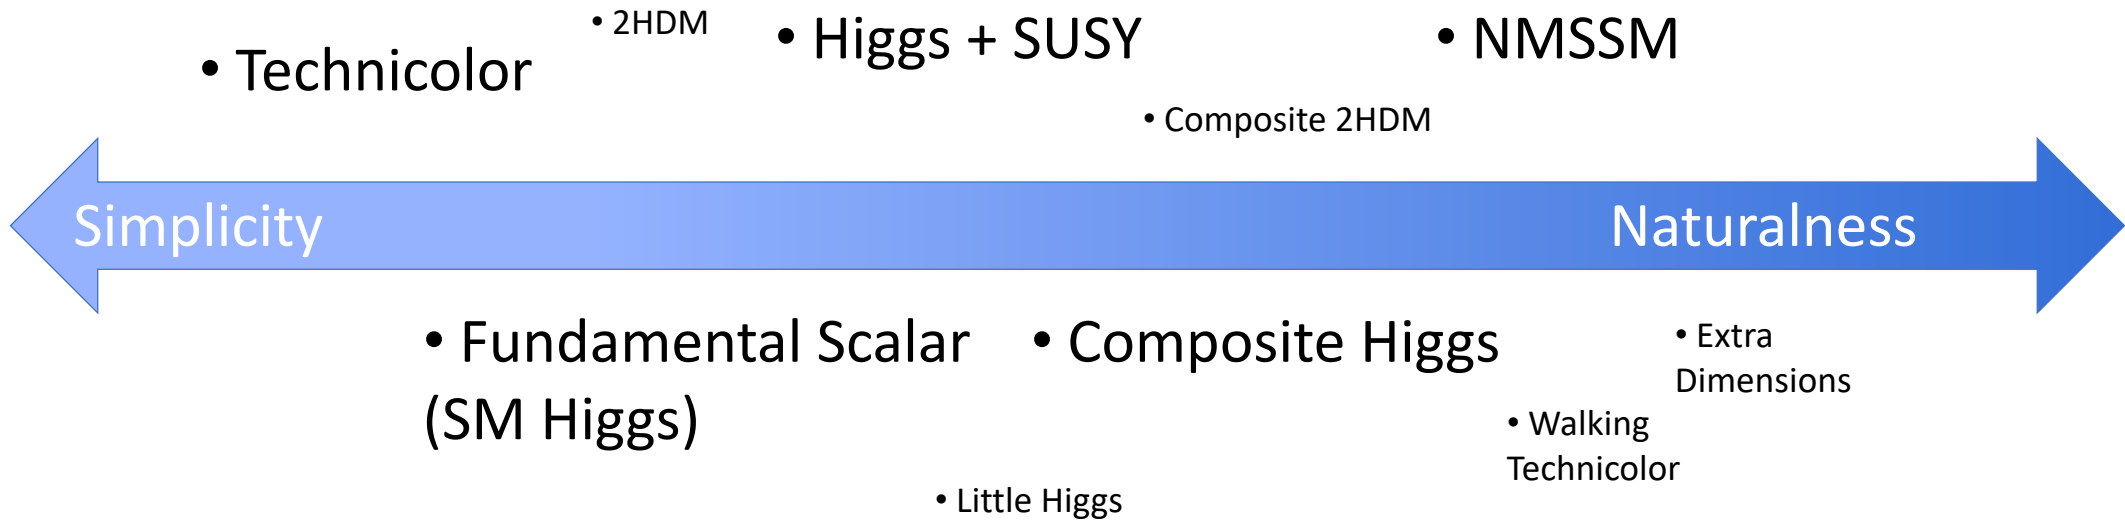 • 2HDM
• Higgs + SUSY
• NMSSM
• Technicolor
• Composite 2HDM
Simplicity
Naturalness
• Fundamental Scalar
(SM Higgs)
• Composite Higgs
• Extra
Dimensions
• Walking
Technicolor
• Little Higgs